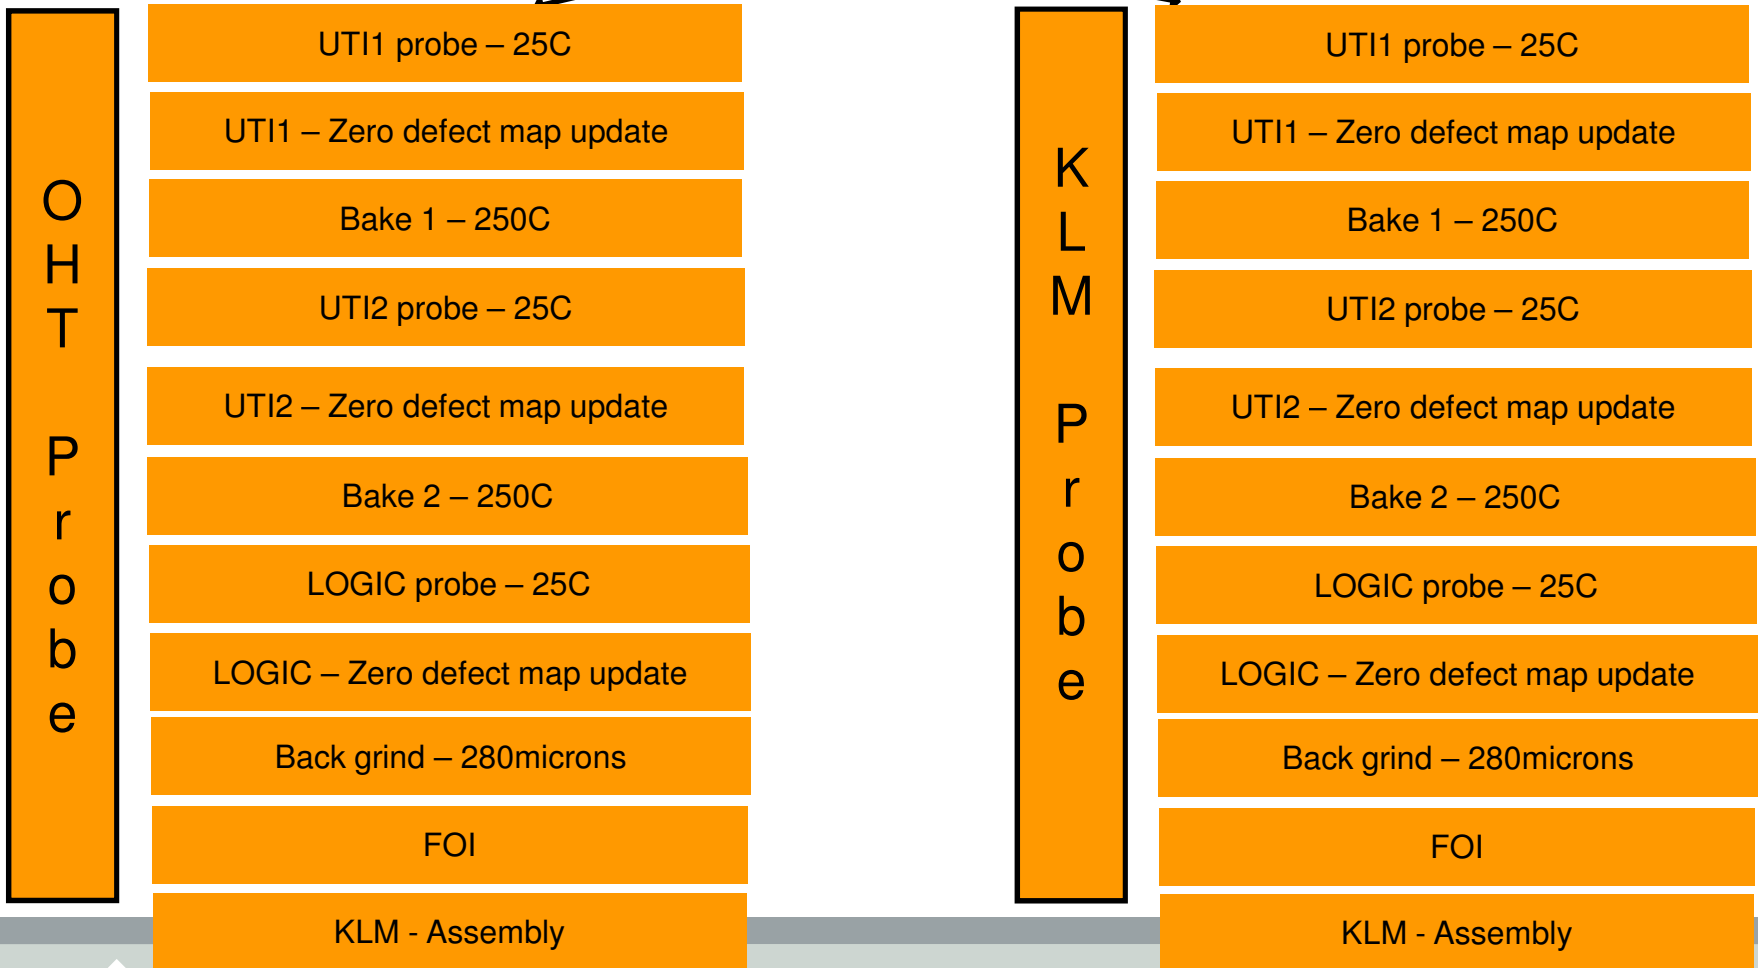 OHT Probe
UTI1 probe – 25C
UTI1 – Zero defect map update
Bake 1 – 250C
UTI2 probe – 25C
UTI2 – Zero defect map update
Bake 2 – 250C
LOGIC probe – 25C
LOGIC – Zero defect map update
Back grind – 280microns
FOI
KLM - Assembly
KLM Probe
UTI1 probe – 25C
UTI1 – Zero defect map update
Bake 1 – 250C
UTI2 probe – 25C
UTI2 – Zero defect map update
Bake 2 – 250C
LOGIC probe – 25C
LOGIC – Zero defect map update
Back grind – 280microns
FOI
KLM - Assembly